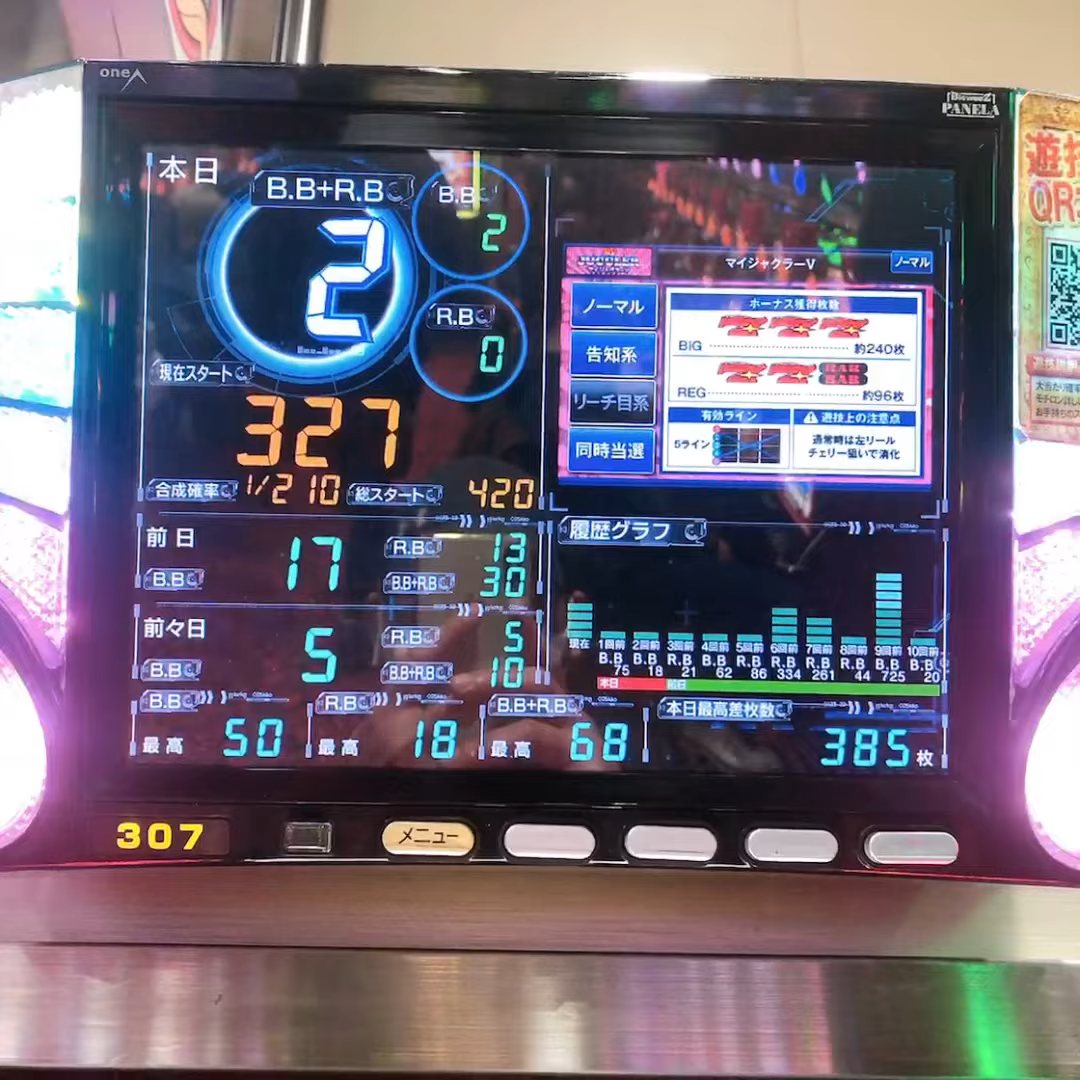 oneA
PANELA
本日
B.B+R.B
2
B.B
2
R.B
0
現在スタート
327
合成確率 1/210 総スタート 420
前日
B.B 17
R.B 13
B.B+R.B 30
前々日
B.B 5
R.B 5
B.B+R.B 10
B.B 最高 50
R.B 最高 18
B.B+R.B 最高 68
本日最高差枚数 385枚
マイジャグラーV ノーマル
ノーマル
告知系
リーチ目系
同時当選
ボーナス獲得枚数
BIG 約240枚
BAR
BAR
REG 約96枚
有効ライン
5ライン
遊技上の注意点
通常時は左リール
チェリー狙いで消化
履歴グラフ
現在 1回前 2回前 3回前 4回前 5回前 6回前 7回前 8回前 9回前 10回前
B.B B.B R.B B.B B.B R.B R.B R.B B.B B.B
75 18 21 62 86 334 261 44 725 20
本日 前日
307
メニュー
遊技
QR